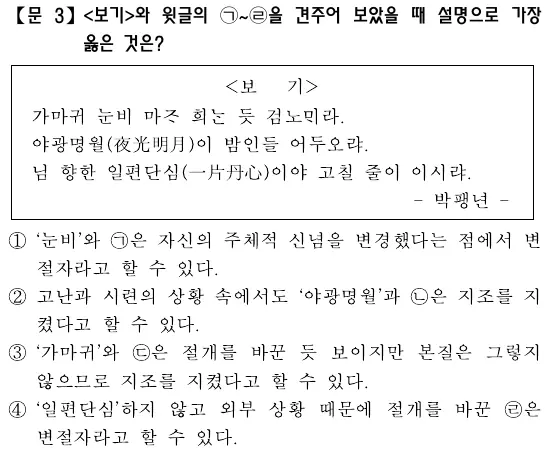 【문 3】 <보기>와 윗글의 ㉠~㉣을 견주어 보았을 때 설명으로 가장
옳은 것은?
<보 기>
가마귀 눈비 마ᄌᆞ 희는 듯 검노ᄆᆡ라.
야광명월(夜光明月)이 밤인들 어두오랴.
님 향한 일편단심(一片丹心)이야 고칠 줄이 이시랴.
- 박팽년 -
① ‘눈비’와 ㉠은 자신의 주체적 신념을 변경했다는 점에서 변
절자라고 할 수 있다.
② 고난과 시련의 상황 속에서도 ‘야광명월’과 ㉡은 지조를 지
켰다고 할 수 있다.
③ ‘가마귀’와 ㉢은 절개를 바꾼 듯 보이지만 본질은 그렇지
않으므로 지조를 지켰다고 할 수 있다.
④ ‘일편단심’하지 않고 외부 상황 때문에 절개를 바꾼 ㉣은
변절자라고 할 수 있다.